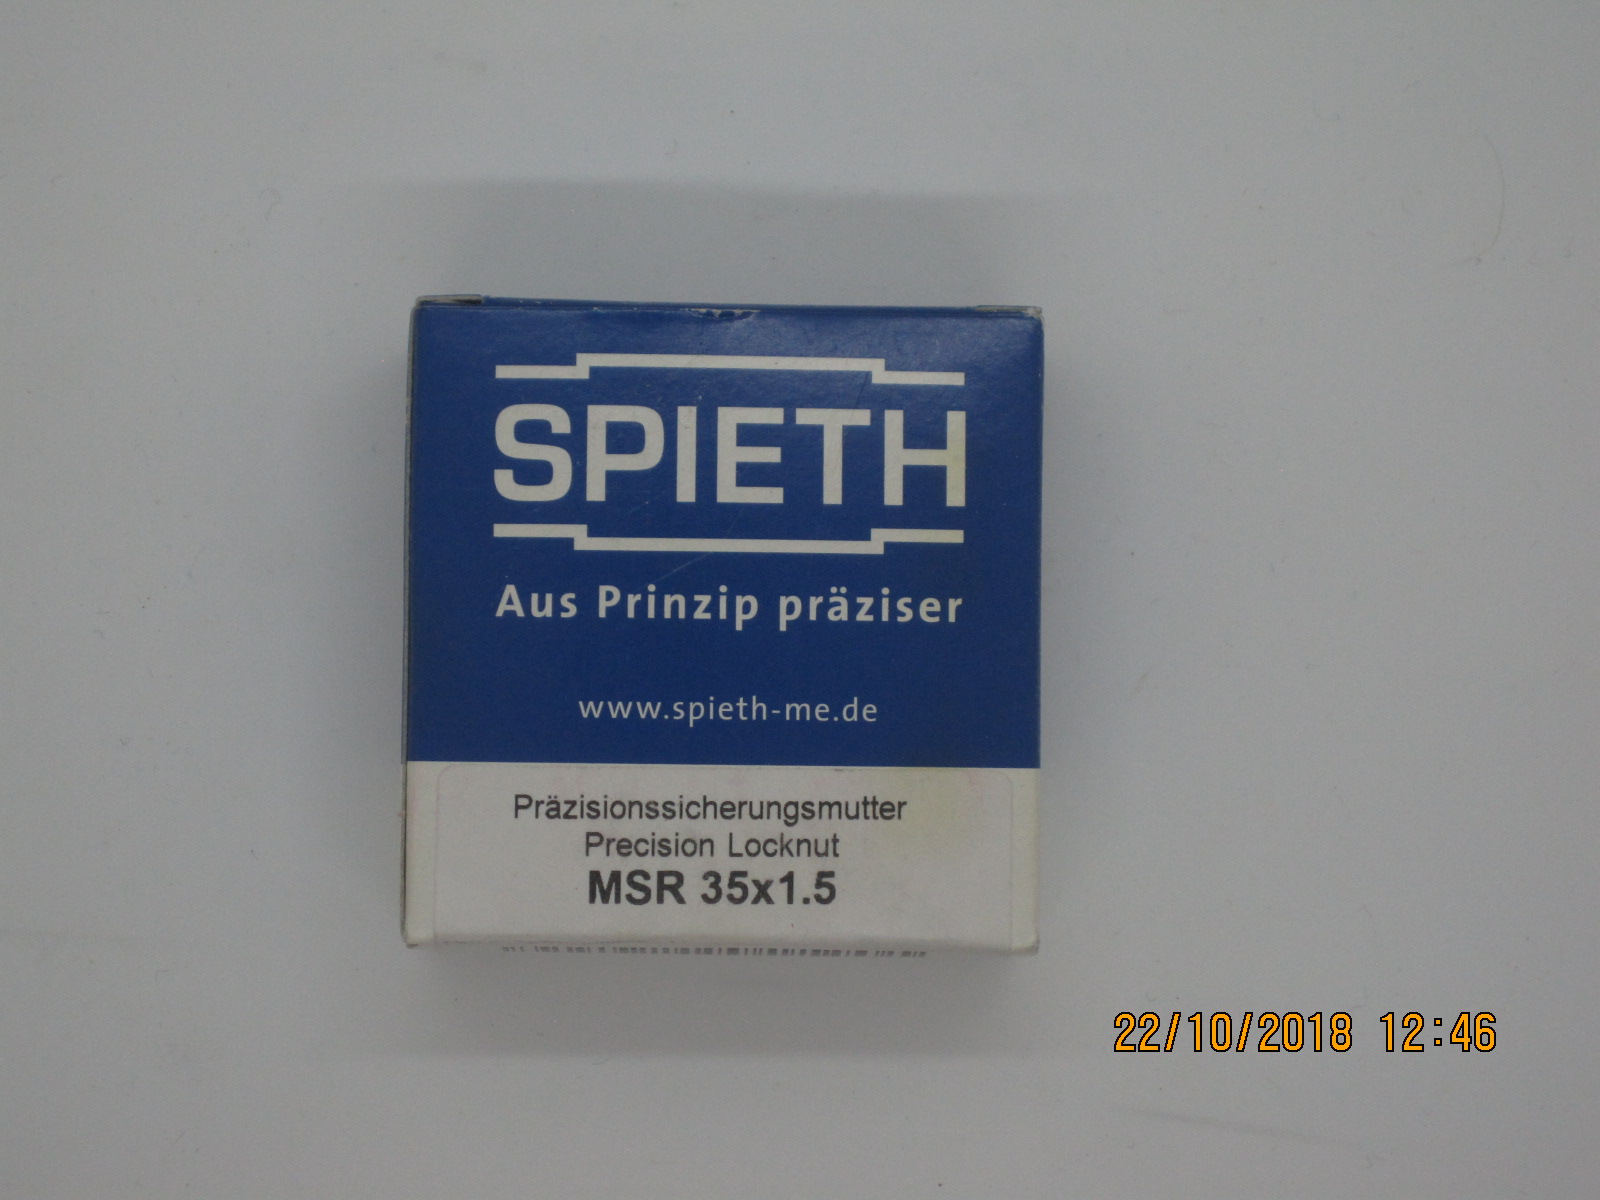 SPIETH
Aus Prinzip präziser
www.spieth-me.de
Präzisionssicherungsmutter
Precision Locknut
MSR 35x1.5
22/10/2018 12:46